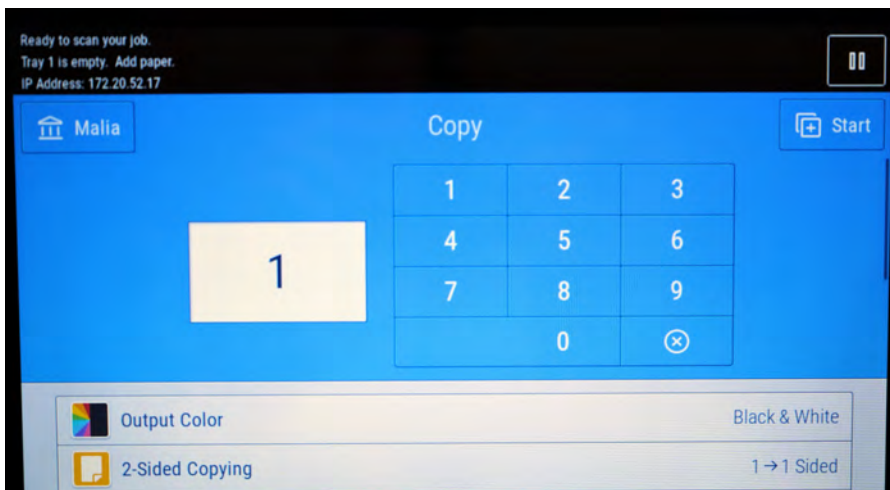 Ready to scan your job.
Tray 1 is empty. Add paper.
IP Address: 172.20.52.17
Malia
Copy
Start
1
1 2 3
4 5 6
7 8 9
0
Output Color Black & White
2-Sided Copying 1→1 Sided